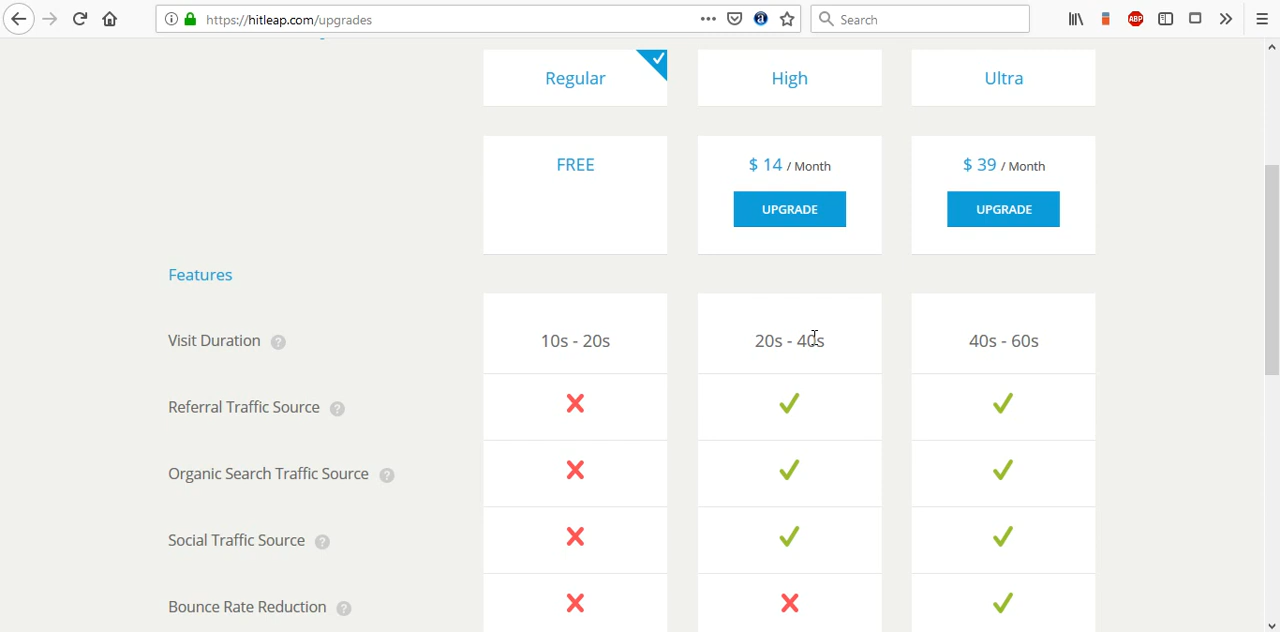 https://hitleap.com/upgrades
Search
ABP
Regular High Ultra
FREE $ 14 / Month $ 39 / Month
UPGRADE UPGRADE
Features
Visit Duration ? 10s - 20s 20s - 40s 40s - 60s
Referral Traffic Source ?
Organic Search Traffic Source ?
Social Traffic Source ?
Bounce Rate Reduction ?